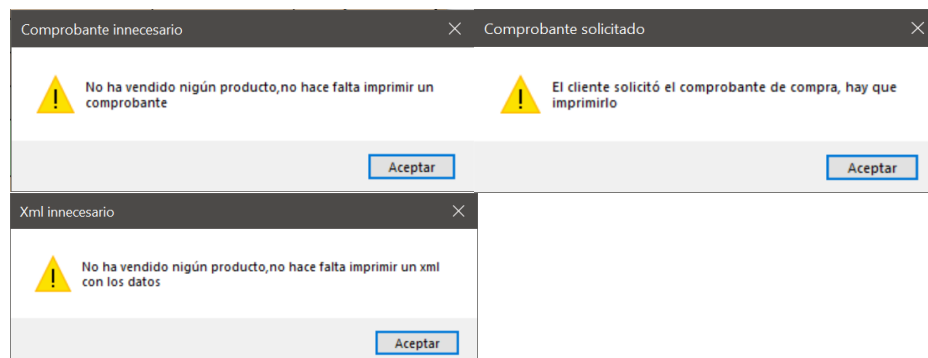 Comprobante innecesario
No ha vendido nigún producto,no hace falta imprimir un
comprobante
Aceptar
Comprobante solicitado
El cliente solicitó el comprobante de compra, hay que
imprimirlo
Aceptar
Xml innecesario
No ha vendido nigún producto,no hace falta imprimir un xml
con los datos
Aceptar